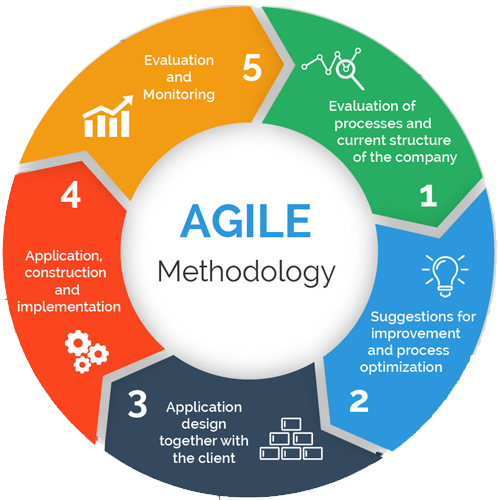 AGILE
Methodology
Evaluation of
processes and
current structure
of the company
1
Suggestions for
improvement
and process
optimization
2
3
Application
design
together with
the client
4
Application,
construction
and
implementation
5
Evaluation
and
Monitoring